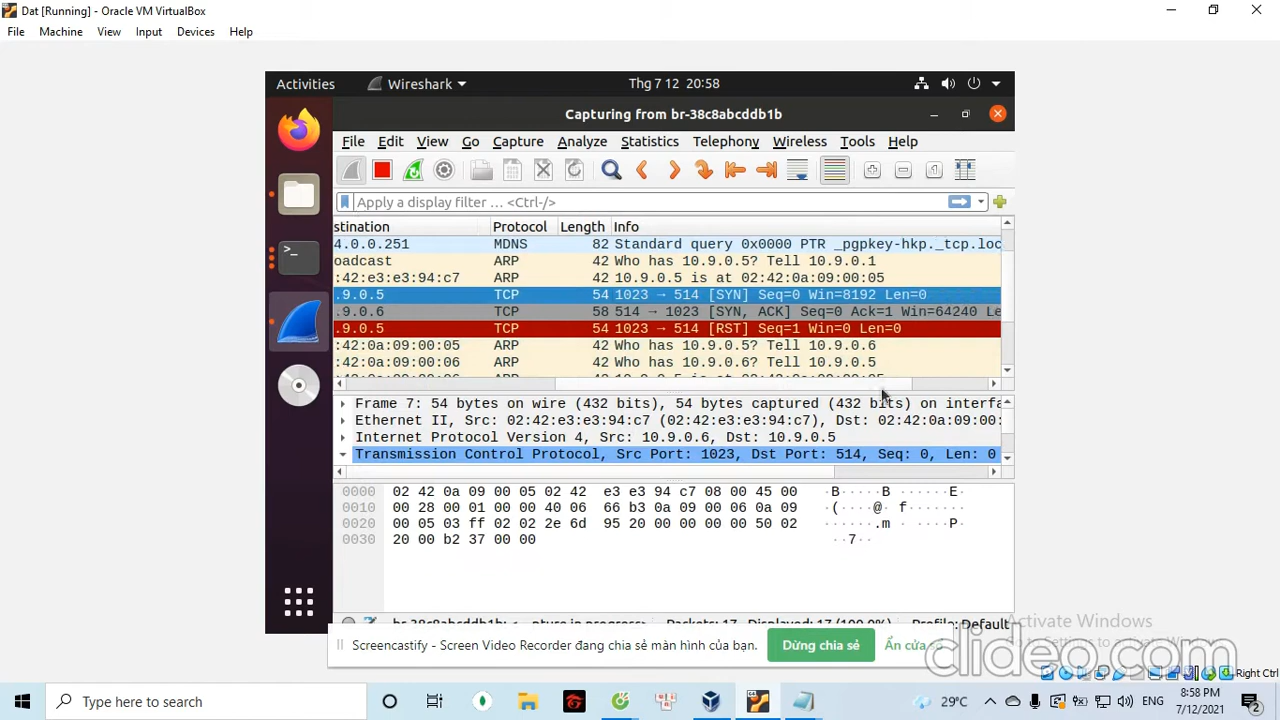 Dat [Running] - Oracle VM VirtualBox
File Machine View Input Devices Help
Activities Wireshark Thg 7 12 20:58
Capturing from br-38c8abcddb1b
File Edit View Go Capture Analyze Statistics Telephony Wireless Tools Help
Apply a display filter … <Ctrl-/>
stination Protocol Length Info
4.0.0.251 MDNS 82 Standard query 0x0000 PTR _pgpkey-hkp._tcp.loc
oadcast ARP 42 Who has 10.9.0.5? Tell 10.9.0.1
:42:e3:e3:94:c7 ARP 42 10.9.0.5 is at 02:42:0a:09:00:05
.9.0.5 TCP 54 1023 → 514 [SYN] Seq=0 Win=8192 Len=0
.9.0.6 TCP 58 514 → 1023 [SYN, ACK] Seq=0 Ack=1 Win=64240 Le
.9.0.5 TCP 54 1023 → 514 [RST] Seq=1 Win=0 Len=0
:42:0a:09:00:05 ARP 42 Who has 10.9.0.5? Tell 10.9.0.6
:42:0a:09:00:06 ARP 42 Who has 10.9.0.6? Tell 10.9.0.5
Frame 7: 54 bytes on wire (432 bits), 54 bytes captured (432 bits) on interfa
Ethernet II, Src: 02:42:e3:e3:94:c7 (02:42:e3:e3:94:c7), Dst: 02:42:0a:09:00:
Internet Protocol Version 4, Src: 10.9.0.6, Dst: 10.9.0.5
Transmission Control Protocol, Src Port: 1023, Dst Port: 514, Seq: 0, Len: 0
0000 02 42 0a 09 00 05 02 42 e3 e3 94 c7 08 00 45 00 ·B·····B ······E·
0010 00 28 00 01 00 00 40 06 66 b3 0a 09 00 06 0a 09 ·(····@· f·······
0020 00 05 03 ff 02 02 2e 6d 95 20 00 00 00 00 50 02 ·······.m · ····P·
0030 20 00 b2 37 00 00 ··7··
Packets: 17 · Displayed: 17 (100.0%) Profile: Default
Activate Windows
Go to Settings to activate Windows.
Screencastify - Screen Video Recorder đang chia sẻ màn hình của bạn. Dừng chia sẻ Ẩn cửa sổ
clideo.com
Right Ctrl
Type here to search
29°C
ENG
8:58 PM
7/12/2021
2